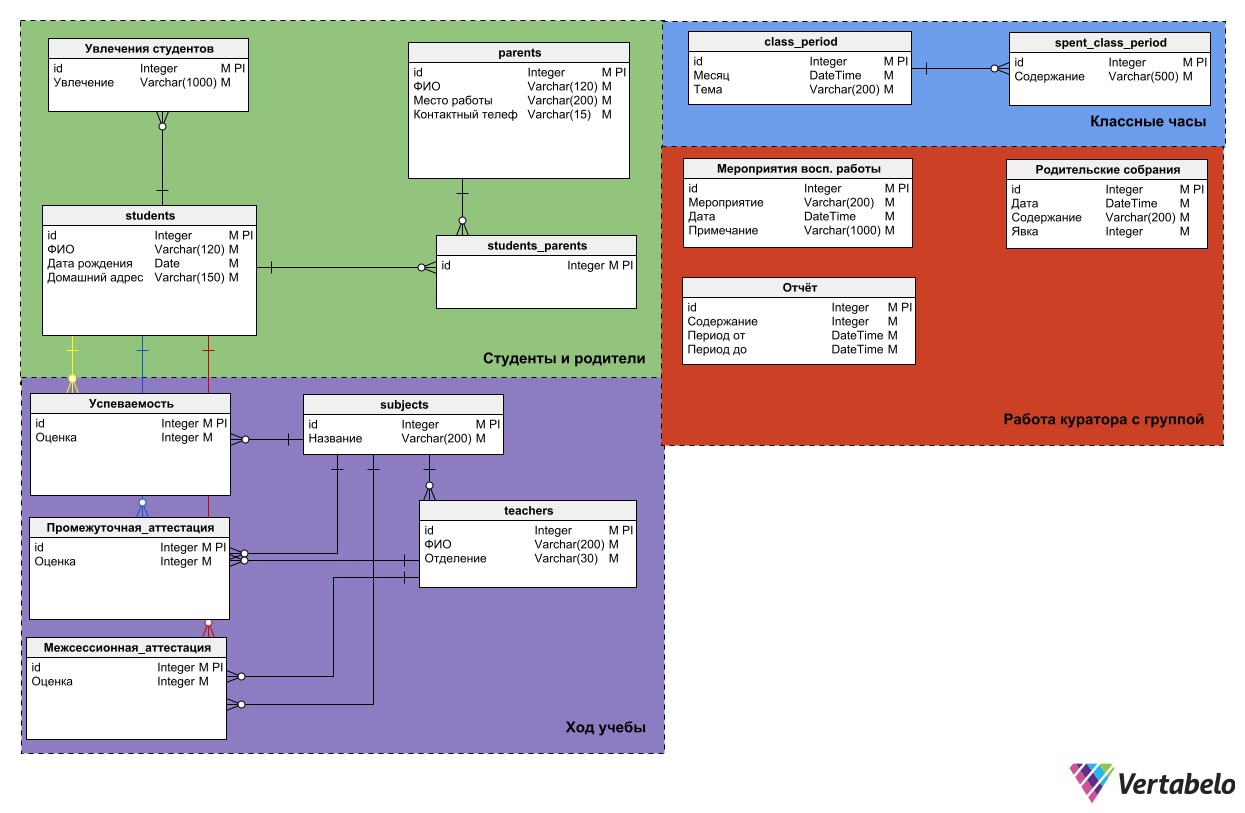 Увлечения студентов
id Integer M PI
Увлечение Varchar(1000) M
parents
id Integer M PI
ФИО Varchar(120) M
Место работы Varchar(200) M
Контактный телеф Varchar(15) M
students
id Integer M PI
ФИО Varchar(120) M
Дата рождения Date M
Домашний адрес Varchar(150) M
students_parents
id Integer M PI
Студенты и родители
class_period
id Integer M PI
Месяц DateTime M
Тема Varchar(200) M
spent_class_period
id Integer M PI
Содержание Varchar(500) M
Классные часы
Мероприятия восп. работы
id Integer M PI
Мероприятие Varchar(200) M
Дата DateTime M
Примечание Varchar(1000) M
Родительские собрания
id Integer M PI
Дата DateTime M
Содержание Varchar(200) M
Явка Integer M
Отчёт
id Integer M PI
Содержание Integer M
Период от DateTime M
Период до DateTime M
Работа куратора с группой
Успеваемость
id Integer M PI
Оценка Integer M
subjects
id Integer M PI
Название Varchar(200) M
Промежуточная_аттестация
id Integer M PI
Оценка Integer M
teachers
id Integer M PI
ФИО Varchar(200) M
Отделение Varchar(30) M
Межсессионная_аттестация
id Integer M PI
Оценка Integer M
Ход учебы
Vertabelo